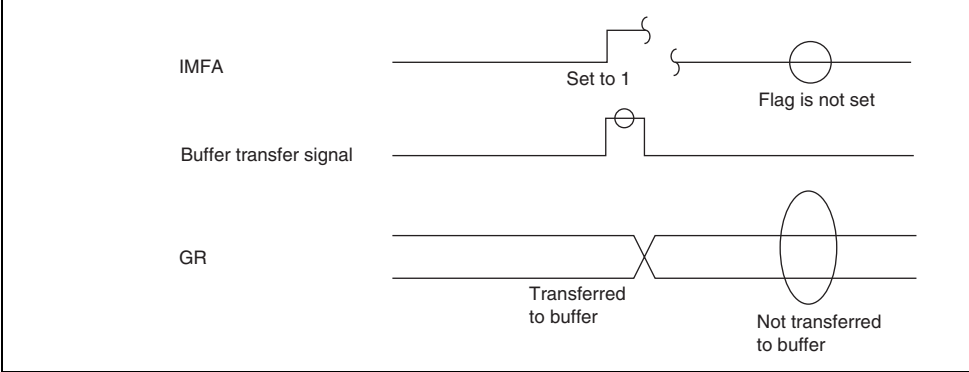 IMFA
Set to 1
Flag is not set
Buffer transfer signal
GR
Transferred
to buffer
Not transferred
to buffer